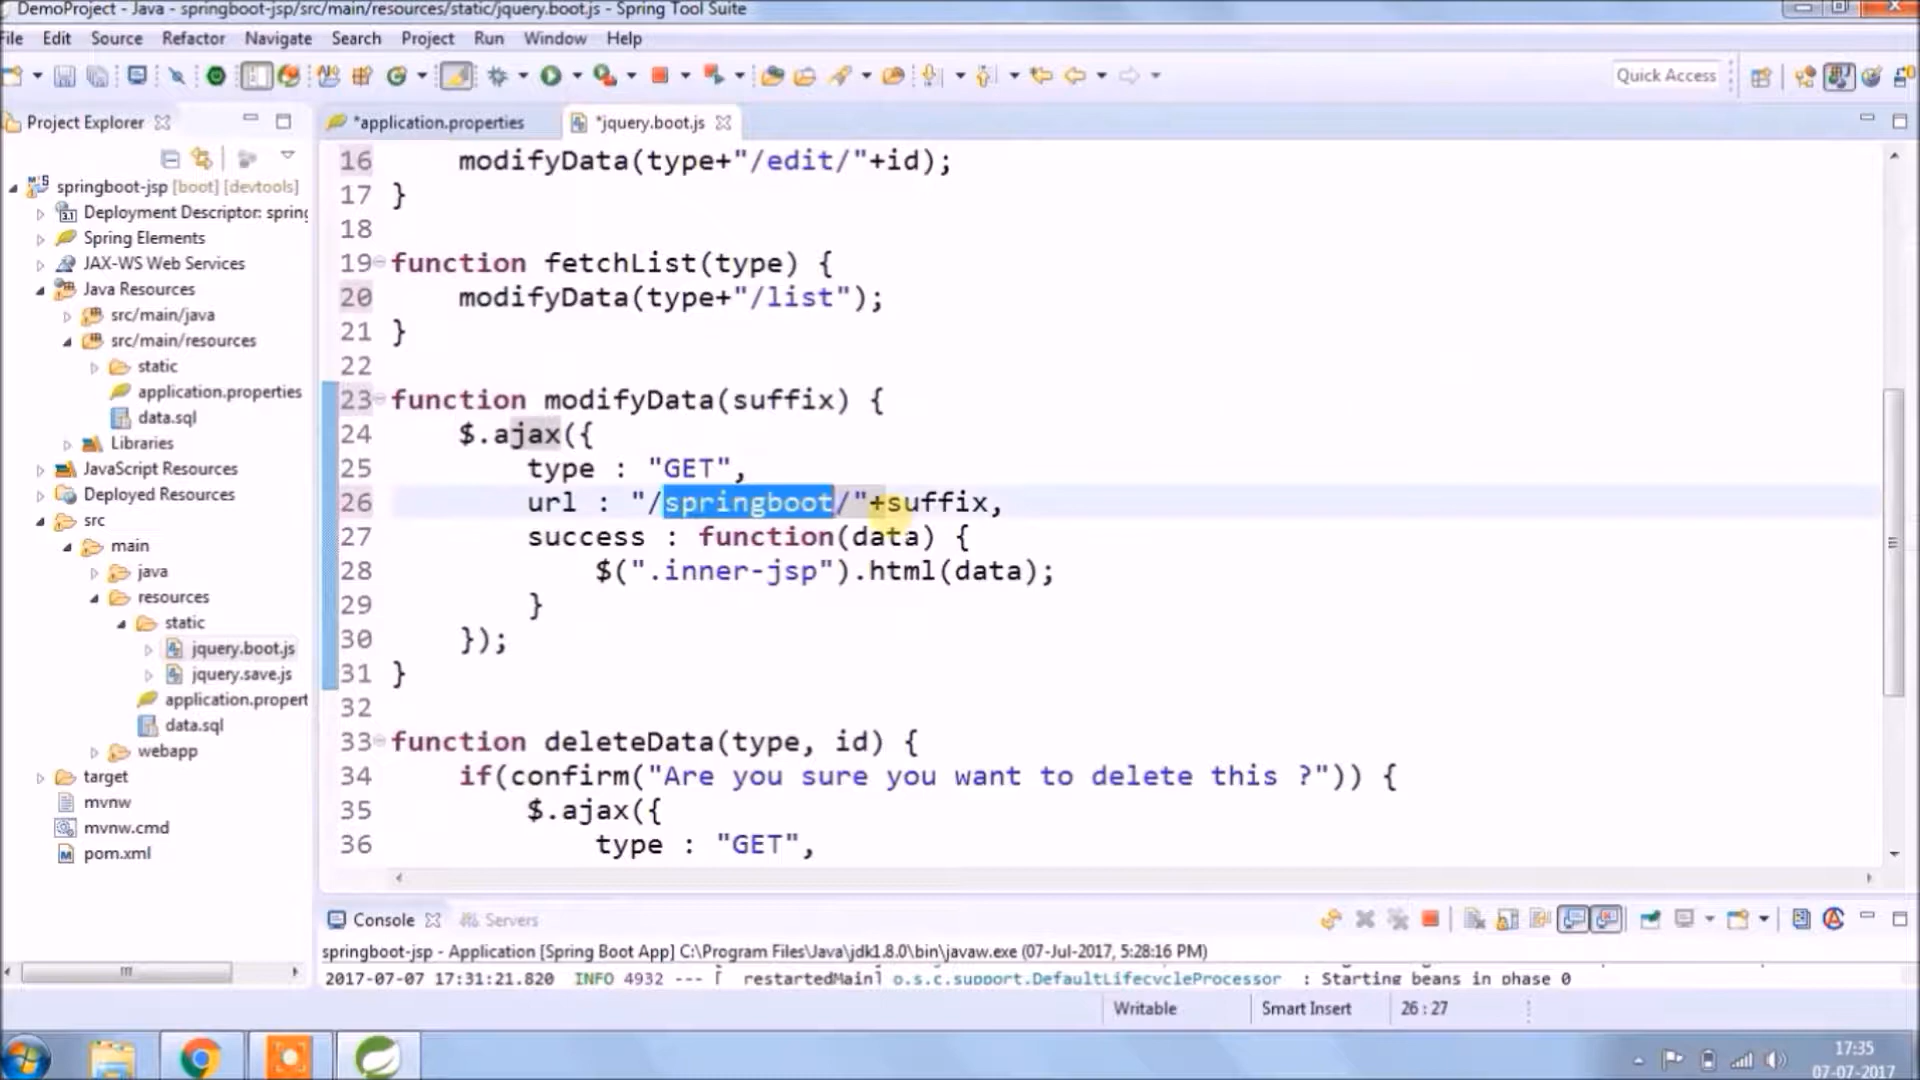 DemoProject - Java - springboot-jsp/src/main/resources/static/jquery.boot.js - Spring Tool Suite
File Edit Source Refactor Navigate Search Project Run Window Help
Quick Access
Project Explorer
*application.properties
*jquery.boot.js
springboot-jsp [boot] [devtools]
Deployment Descriptor: spring
Spring Elements
JAX-WS Web Services
Java Resources
src/main/java
src/main/resources
static
application.properties
data.sql
Libraries
JavaScript Resources
Deployed Resources
src
main
java
resources
static
jquery.boot.js
jquery.save.js
application.propert
data.sql
webapp
target
mvnw
mvnw.cmd
pom.xml
16 modifyData(type+"/edit/"+id);
17 }
18
19 function fetchList(type) {
20 modifyData(type+"/list");
21 }
22
23 function modifyData(suffix) {
24 $.ajax({
25 type : "GET",
26 url : "/springboot/"+suffix,
27 success : function(data) {
28 $(".inner-jsp").html(data);
29 }
30 });
31 }
32
33 function deleteData(type, id) {
34 if(confirm("Are you sure you want to delete this ?")) {
35 $.ajax({
36 type : "GET",
Console Servers
springboot-jsp - Application [Spring Boot App] C:\Program Files\Java\jdk1.8.0\bin\javaw.exe (07-Jul-2017, 5:28:16 PM)
2017-07-07 17:31:21.820 INFO 4932 --- [ restartedMain] o.s.c.support.DefaultLifecycleProcessor : Starting beans in phase 0
Writable Smart Insert 26 : 27
17:35
07-07-2017